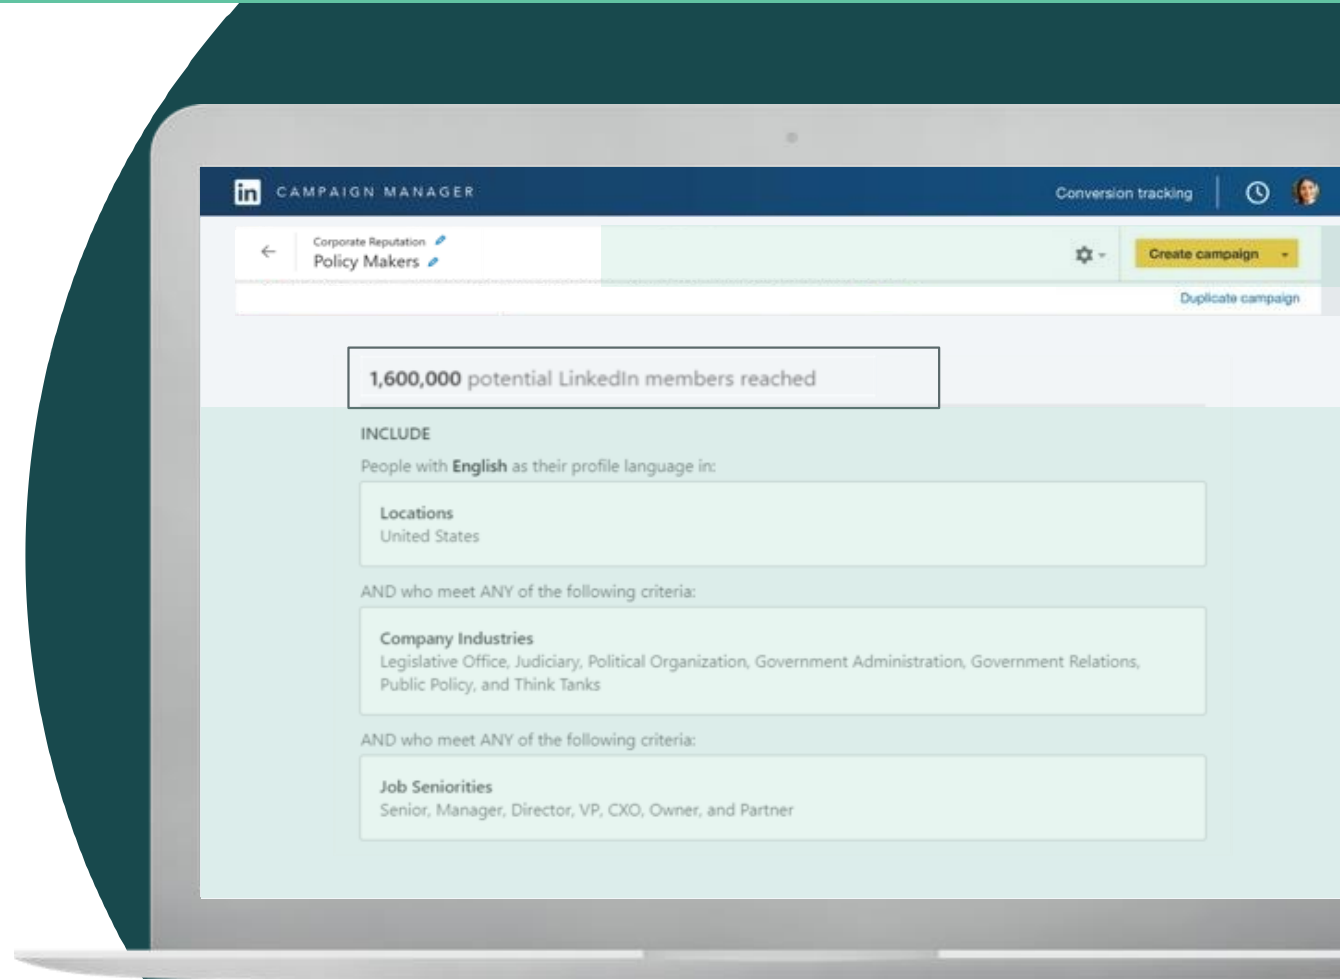 in CAMPAIGN MANAGER
Conversion tracking
Corporate Reputation
Policy Makers
Create campaign
Duplicate campaign
1,600,000 potential LinkedIn members reached
INCLUDE
People with English as their profile language in:
Locations
United States
AND who meet ANY of the following criteria:
Company Industries
Legislative Office, Judiciary, Political Organization, Government Administration, Government Relations,
Public Policy, and Think Tanks
AND who meet ANY of the following criteria:
Job Seniorities
Senior, Manager, Director, VP, CXO, Owner, and Partner